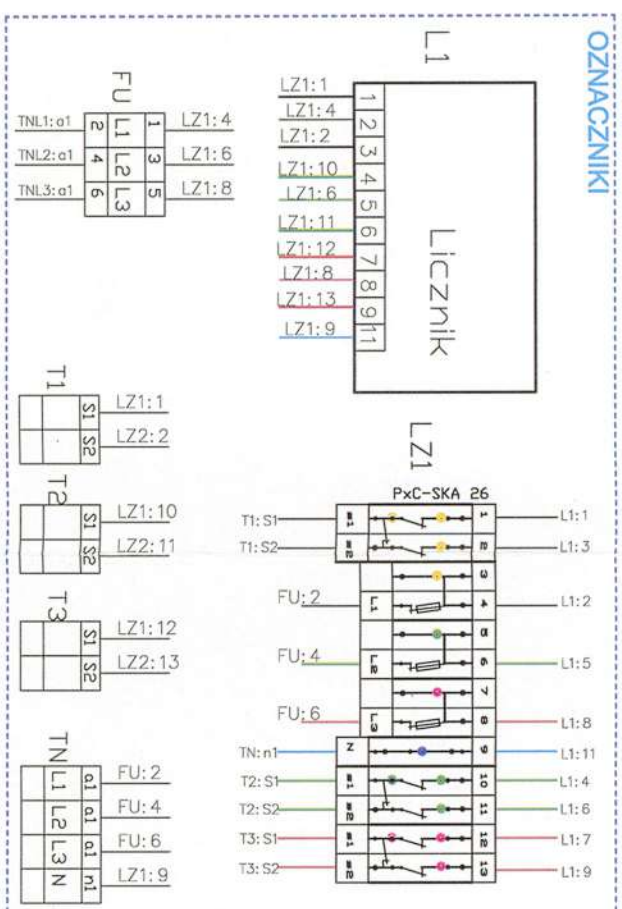 OZNACZNIKI
L1
LZ1:1
LZ1:4
LZ1:2
LZ1:10
LZ1:6
LZ1:11
LZ1:12
LZ1:8
LZ1:13
LZ1:9
1
2
3
4
5
6
7
8
9
11
Licznik
FU
TNL1:a1 2 L1 1 LZ1:4
TNL2:a1 4 L2 3 LZ1:6
TNL3:a1 6 L3 5 LZ1:8
T1
S1 LZ1:1
S2 LZ2:2
T2
S1 LZ1:10
S2 LZ2:11
T3
S1 LZ1:12
S2 LZ2:13
TN
L1 a1 FU:2
L2 a1 FU:4
L3 a1 FU:6
N n1 LZ1:9
LZ1
PxC-SKA 26
T1:S1 s1 1 L1:1
T1:S2 s2 2 L1:3
3
FU:2 L1 4 L1:2
5
FU:4 L2 6 L1:5
7
FU:6 L3 8 L1:8
TN:n1 N 9 L1:11
T2:S1 s1 10 L1:4
T2:S2 s2 11 L1:6
T3:S1 s1 12 L1:7
T3:S2 s2 13 L1:9